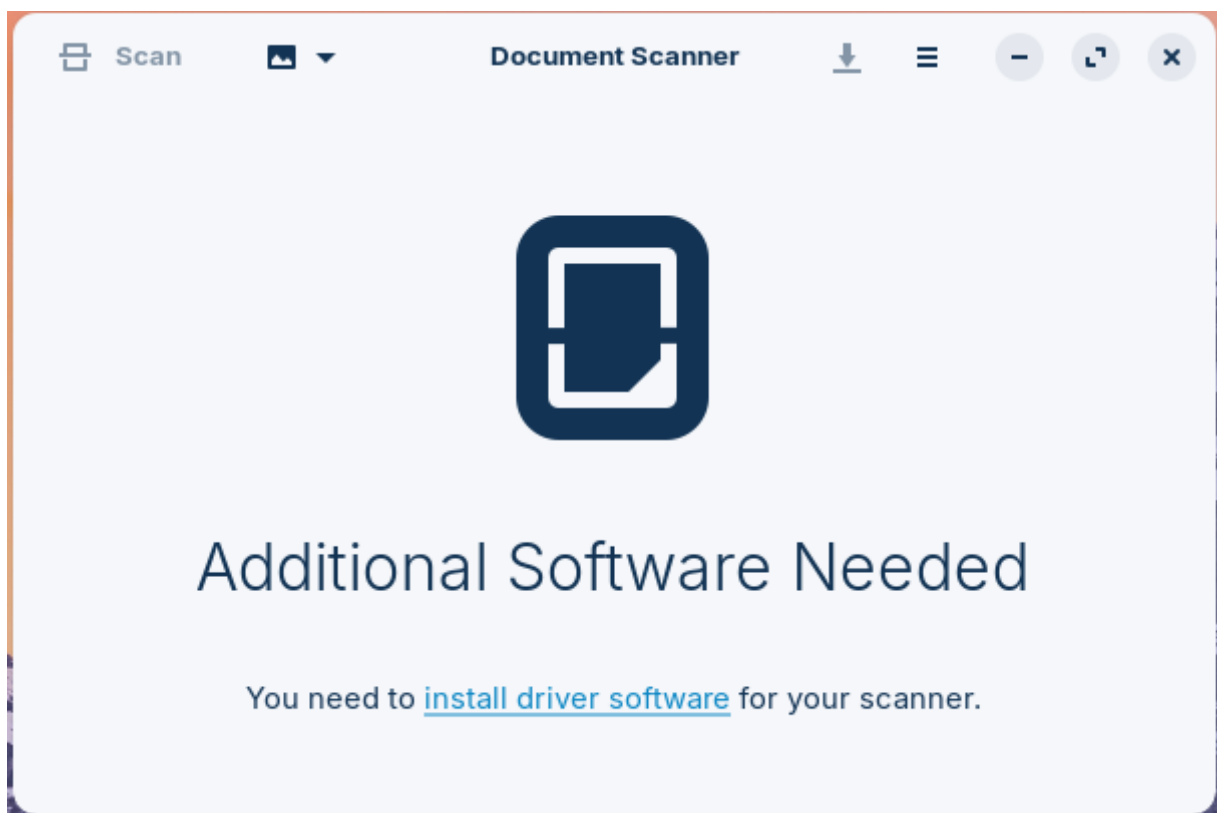 Scan
Document Scanner
Additional Software Needed
You need to install driver software for your scanner.